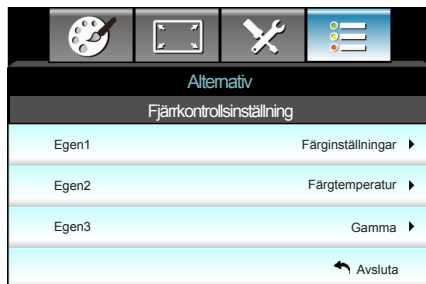 Alternativ
Fjärrkontrollsinställning
Egen1 Färginställningar
Egen2 Färgtemperatur
Egen3 Gamma
Avsluta